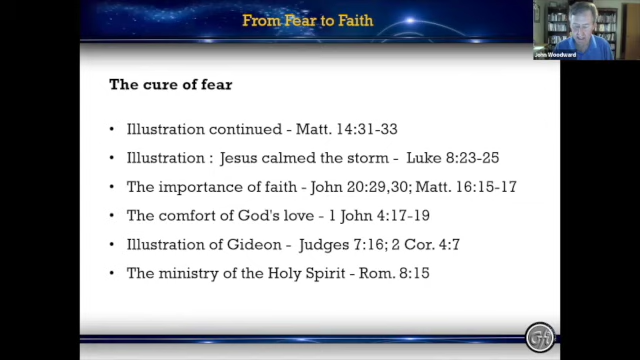 From Fear to Faith
John Woodward
The cure of fear
• Illustration continued - Matt. 14:31-33
• Illustration : Jesus calmed the storm - Luke 8:23-25
• The importance of faith - John 20:29,30; Matt. 16:15-17
• The comfort of God's love - 1 John 4:17-19
• Illustration of Gideon - Judges 7:16; 2 Cor. 4:7
• The ministry of the Holy Spirit - Rom. 8:15